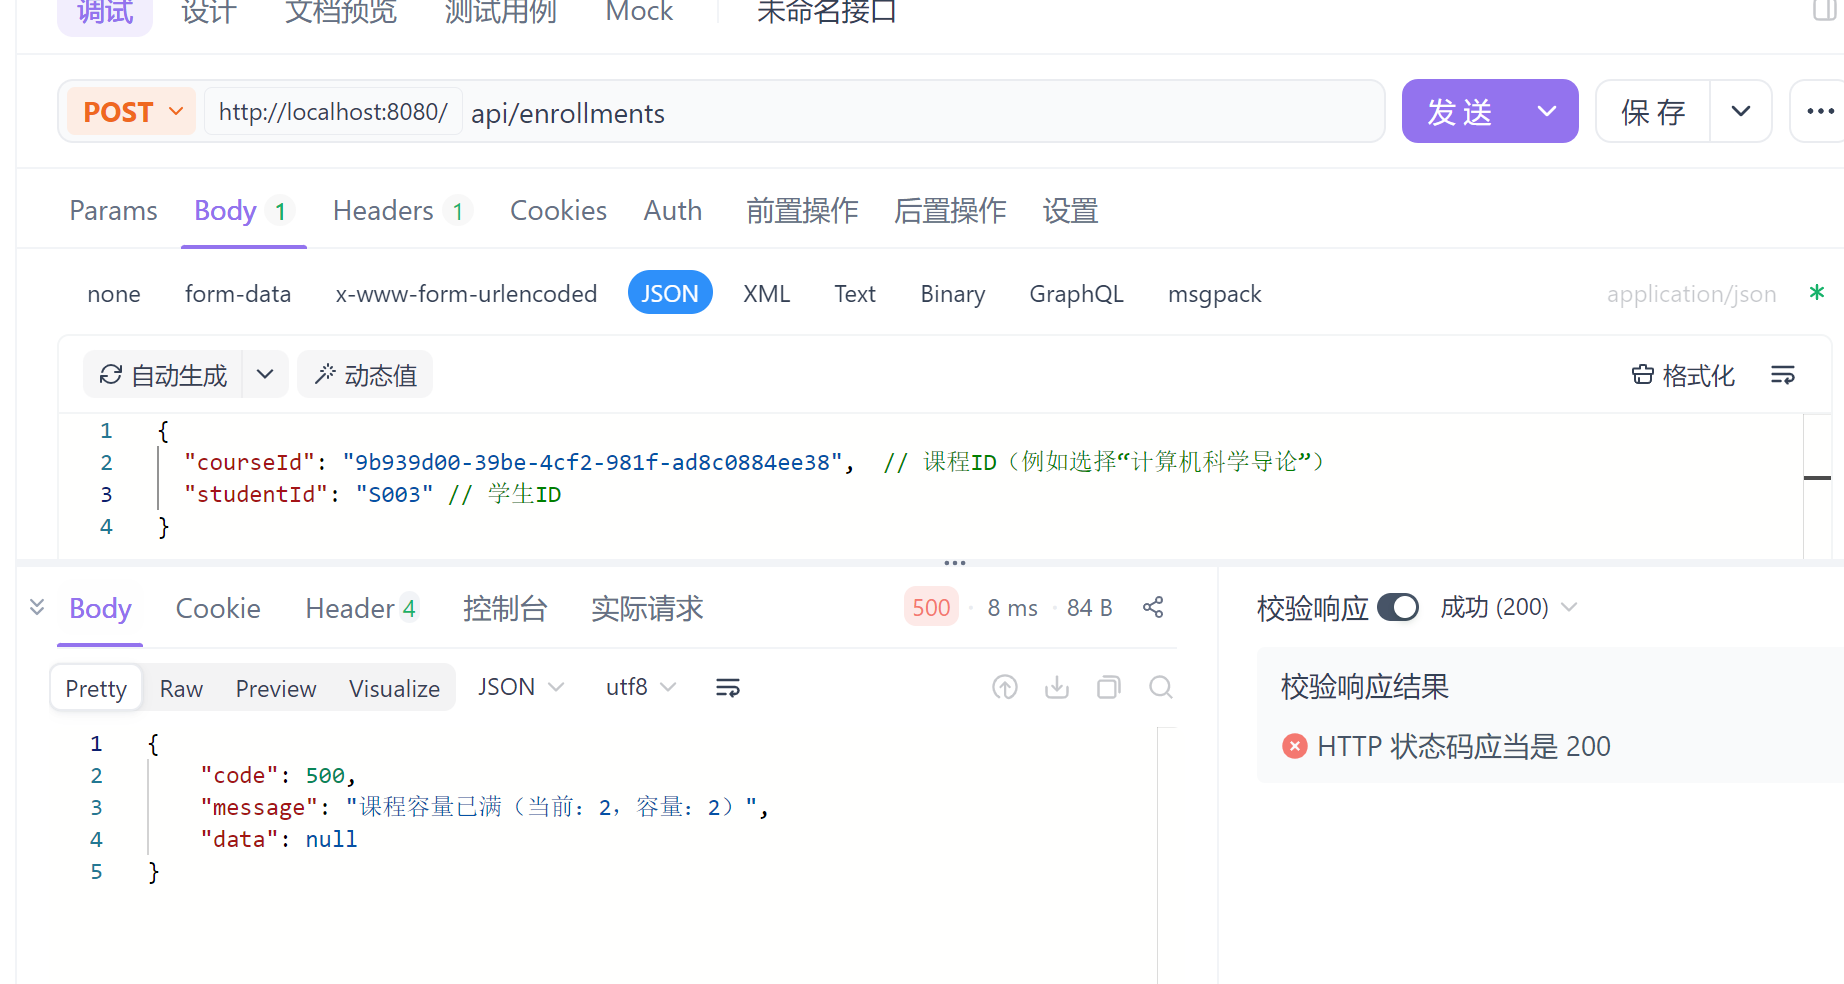 调试 设计 文档预览 测试用例 Mock 未命名接口
POST http://localhost:8080/ api/enrollments 发 送 保 存
Params Body 1 Headers 1 Cookies Auth 前置操作 后置操作 设置
none form-data x-www-form-urlencoded JSON XML Text Binary GraphQL msgpack application/json *
自动生成 动态值 格式化
1 {
2 "courseId": "9b939d00-39be-4cf2-981f-ad8c0884ee38", // 课程ID（例如选择“计算机科学导论”）
3 "studentId": "S003" // 学生ID
4 }
Body Cookie Header 4 控制台 实际请求 500 · 8 ms · 84 B 校验响应 成功 (200)
Pretty Raw Preview Visualize JSON utf8 校验响应结果
HTTP 状态码应当是 200
1 {
2 "code": 500,
3 "message": "课程容量已满（当前：2，容量：2）",
4 "data": null
5 }